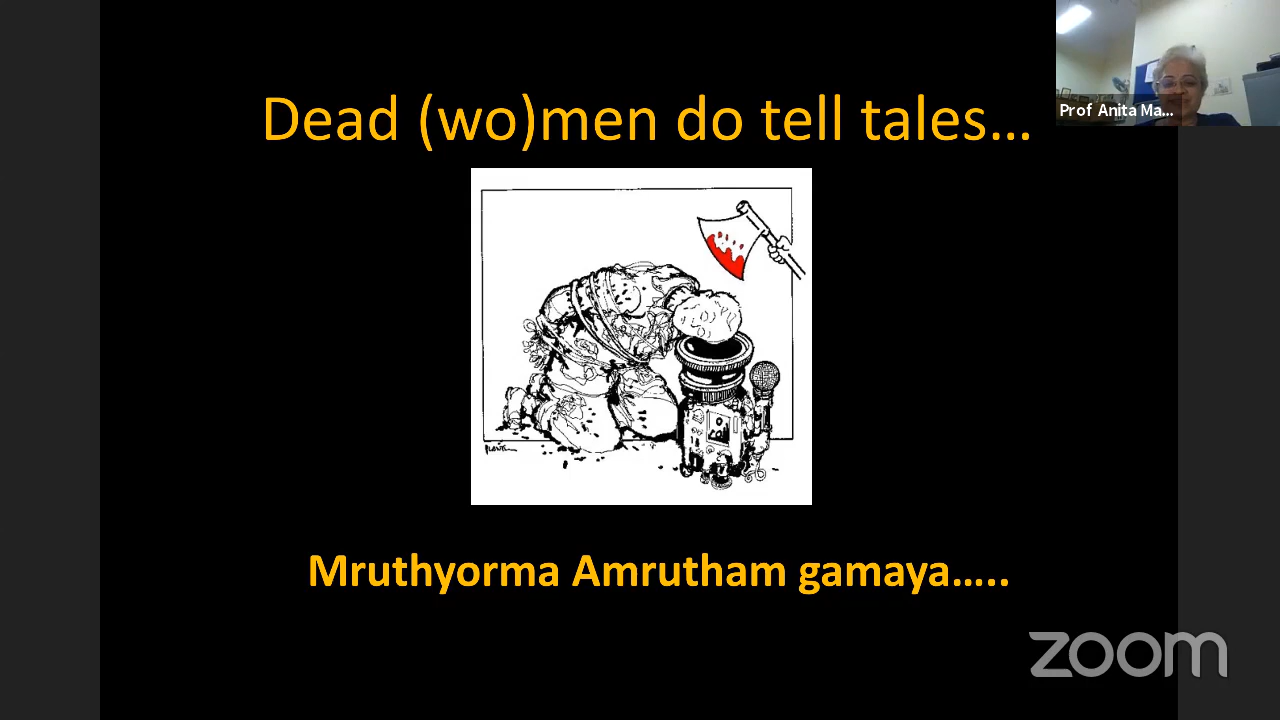 Prof Anita Ma...
Dead (wo)men do tell tales...
Mruthyorma Amrutham gamaya.....
zoom